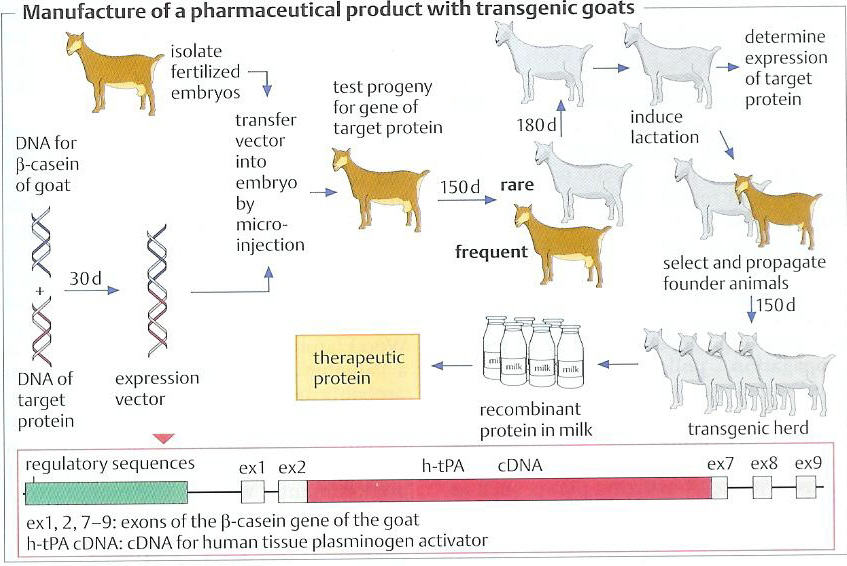 Manufacture of a pharmaceutical product with transgenic goats
isolate
fertilized
embryos
DNA for
β-casein
of goat
+
DNA of
target
protein
30 d
expression
vector
transfer
vector
into
embryo
by
micro-
injection
test progeny
for gene of
target protein
150 d
rare
frequent
180 d
induce
lactation
determine
expression
of target
protein
select and propagate
founder animals
150 d
transgenic herd
milk
milk
milk
recombinant
protein in milk
therapeutic
protein
regulatory sequences
ex1
ex2
h-tPA cDNA
ex7
ex8
ex9
ex1, 2, 7–9: exons of the β-casein gene of the goat
h-tPA cDNA: cDNA for human tissue plasminogen activator